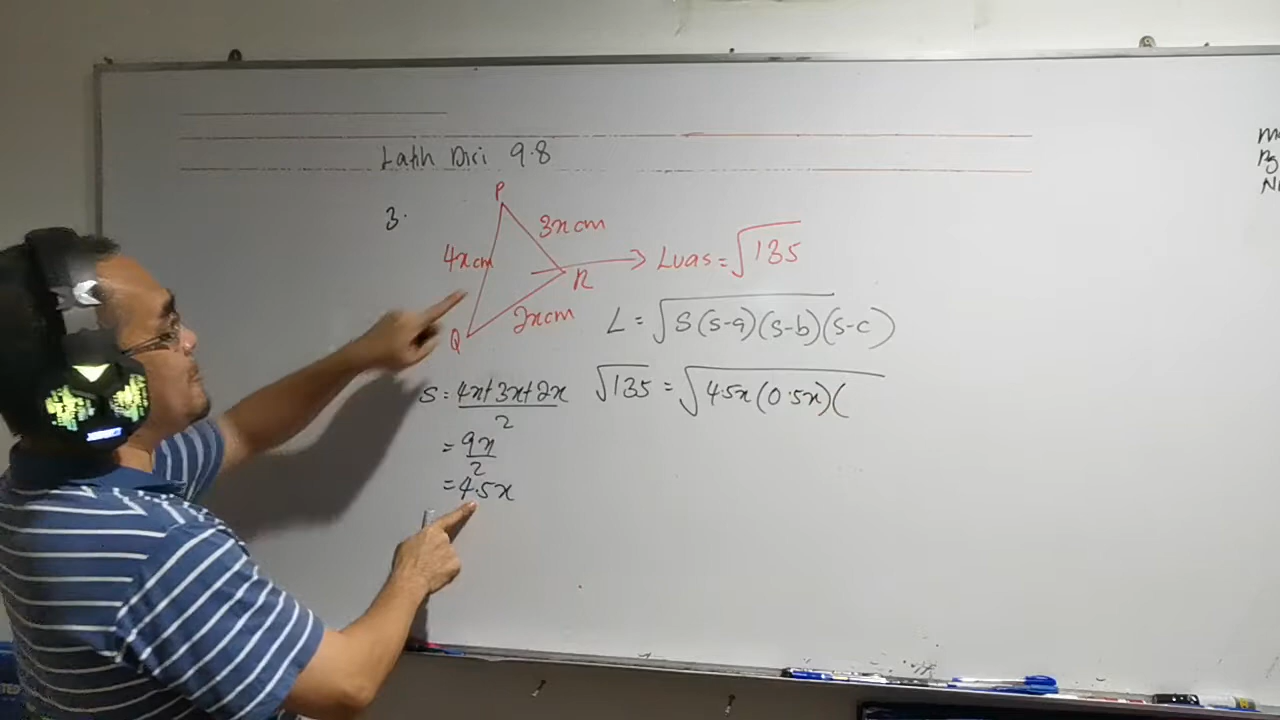 Latih Diri 9.8
3.
P
3x cm
4x cm
R
Luas = √135
2x cm
Q
L = √S(s-a)(s-b)(s-c)
S = 4x+3x+2x / 2
√135 = √4.5x(0.5x)(
= 9x / 2
= 4.5x